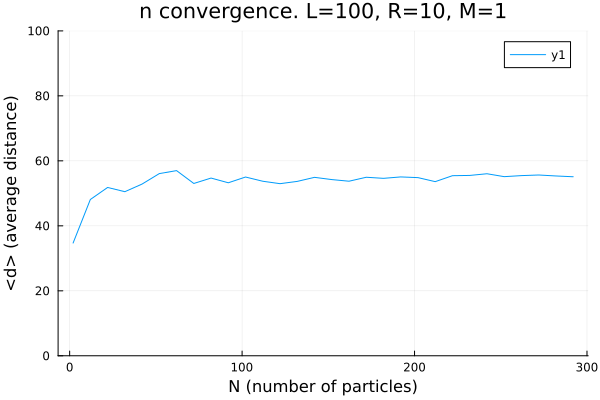 n convergence. L=100, R=10, M=1
y1
100
80
60
40
20
0
<d> (average distance)
0 100 200 300
N (number of particles)